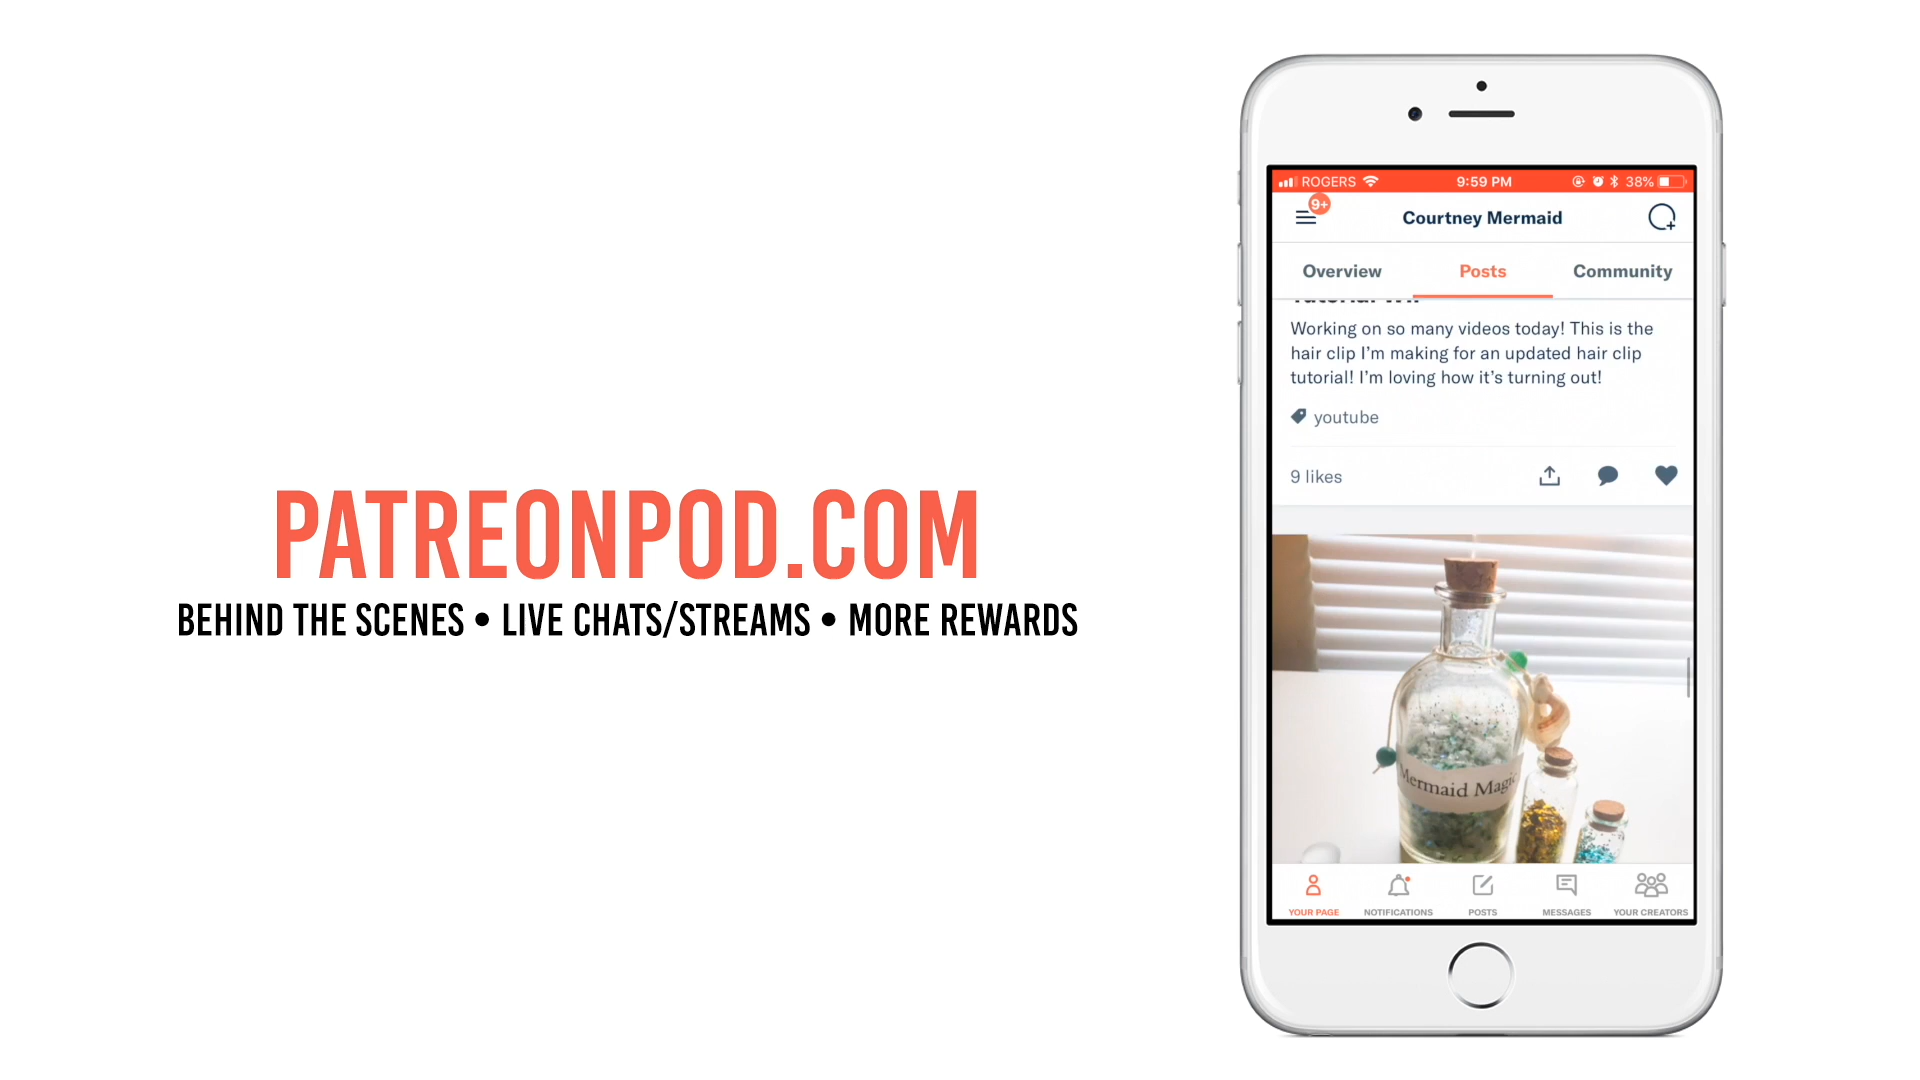 PATREONPOD.COM
BEHIND THE SCENES • LIVE CHATS/STREAMS • MORE REWARDS
ROGERS 9:59 PM 38%
9+
Courtney Mermaid
Overview Posts Community
Working on so many videos today! This is the
hair clip I'm making for an updated hair clip
tutorial! I'm loving how it's turning out!
youtube
9 likes
Mermaid Magic
YOUR PAGE NOTIFICATIONS POSTS MESSAGES YOUR CREATORS